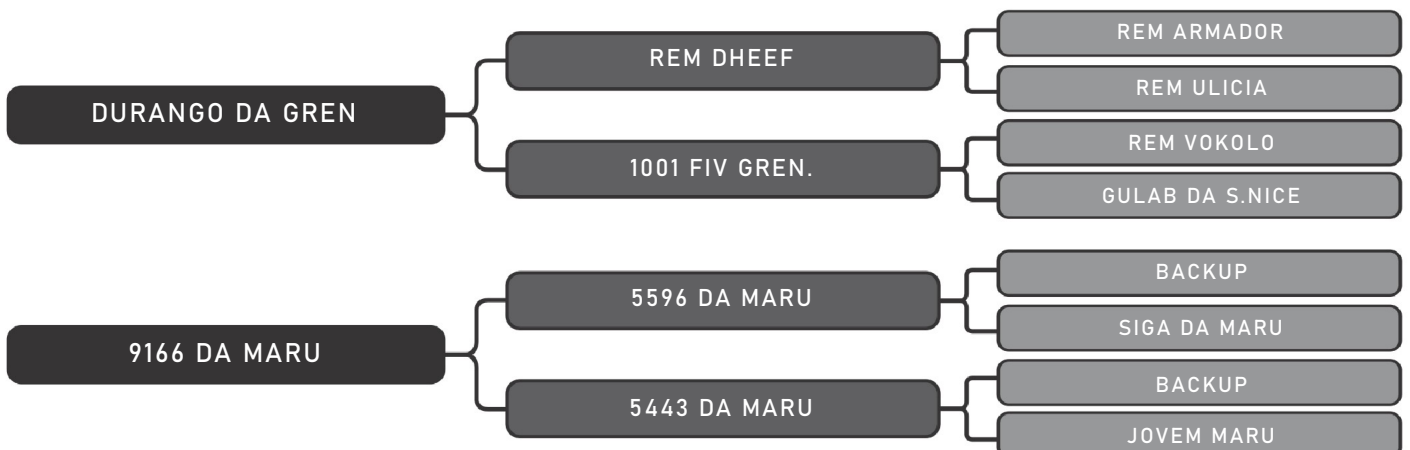 DURANGO DA GREN
REM DHEEF
1001 FIV GREN.
REM ARMADOR
REM ULICIA
REM VOKOLO
GULAB DA S.NICE
9166 DA MARU
5596 DA MARU
5443 DA MARU
BACKUP
SIGA DA MARU
BACKUP
JOVEM MARU